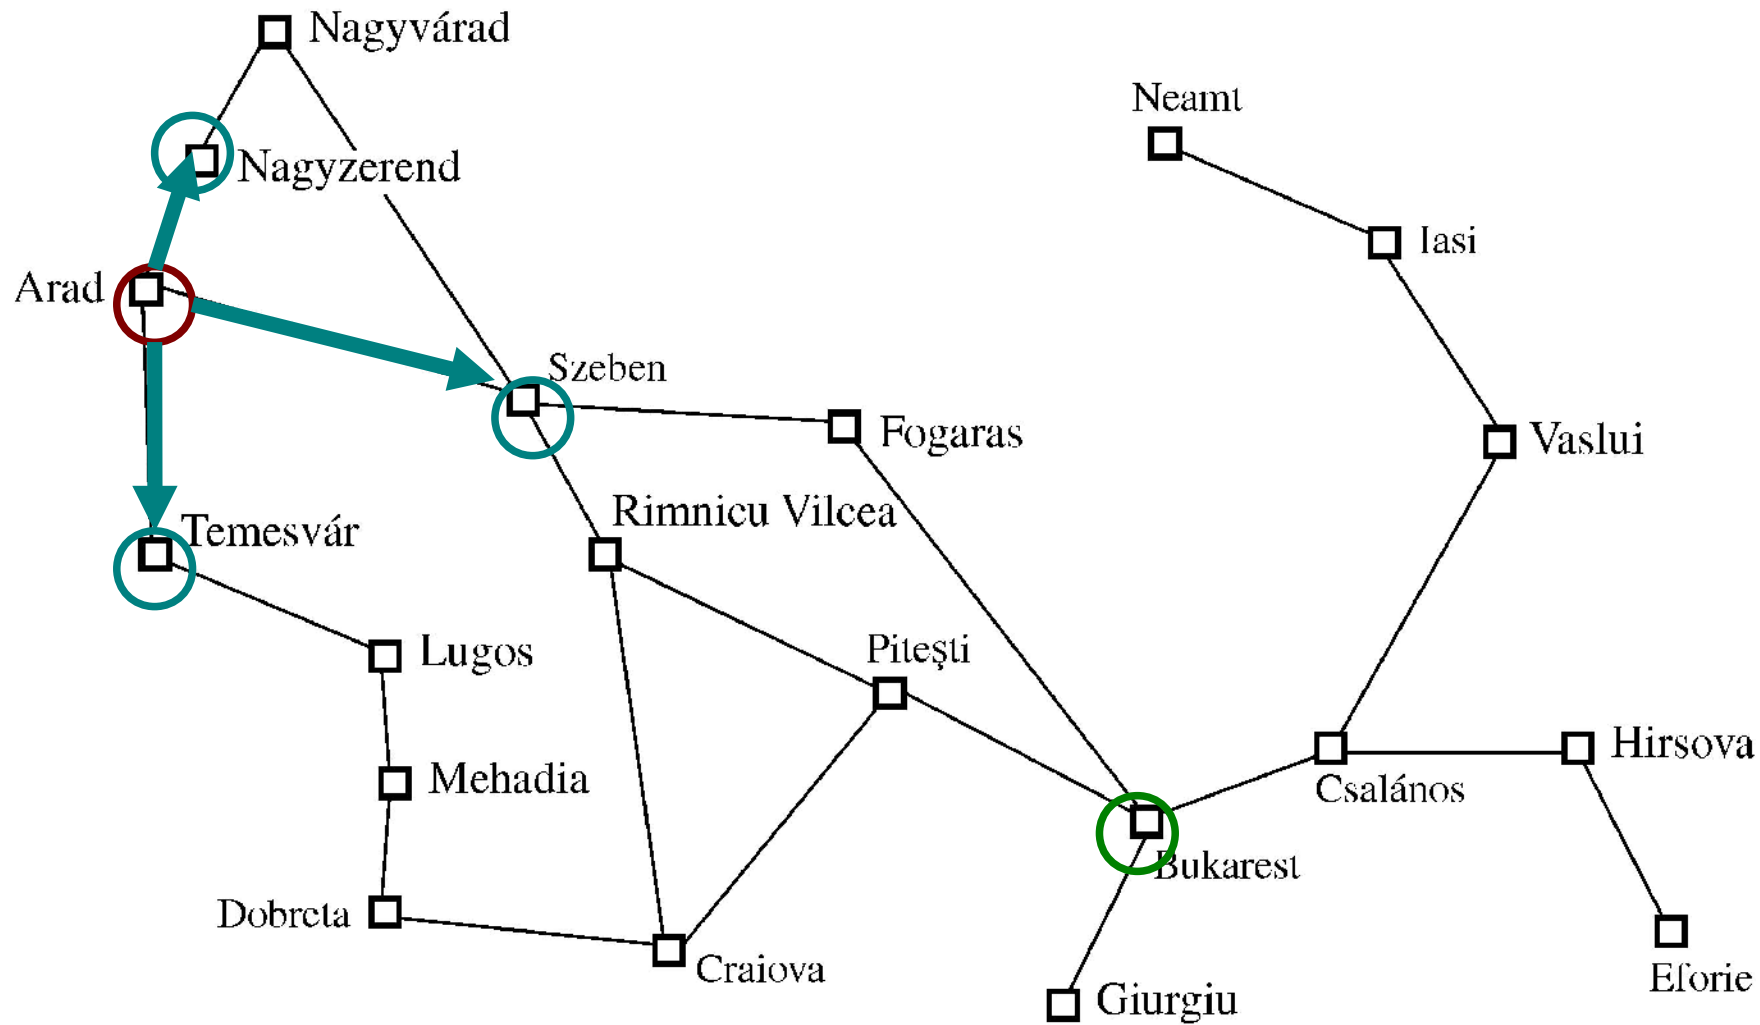 Nagyvárad
Neamt
Nagyzerend
Iasi
Arad
Szeben
Fogaras
Vaslui
Rimnicu Vilcea
Temesvár
Lugos
Piteşti
Hirsova
Mehadia
Csalános
Bukarest
Dobreta
Craiova
Eforie
Giurgiu